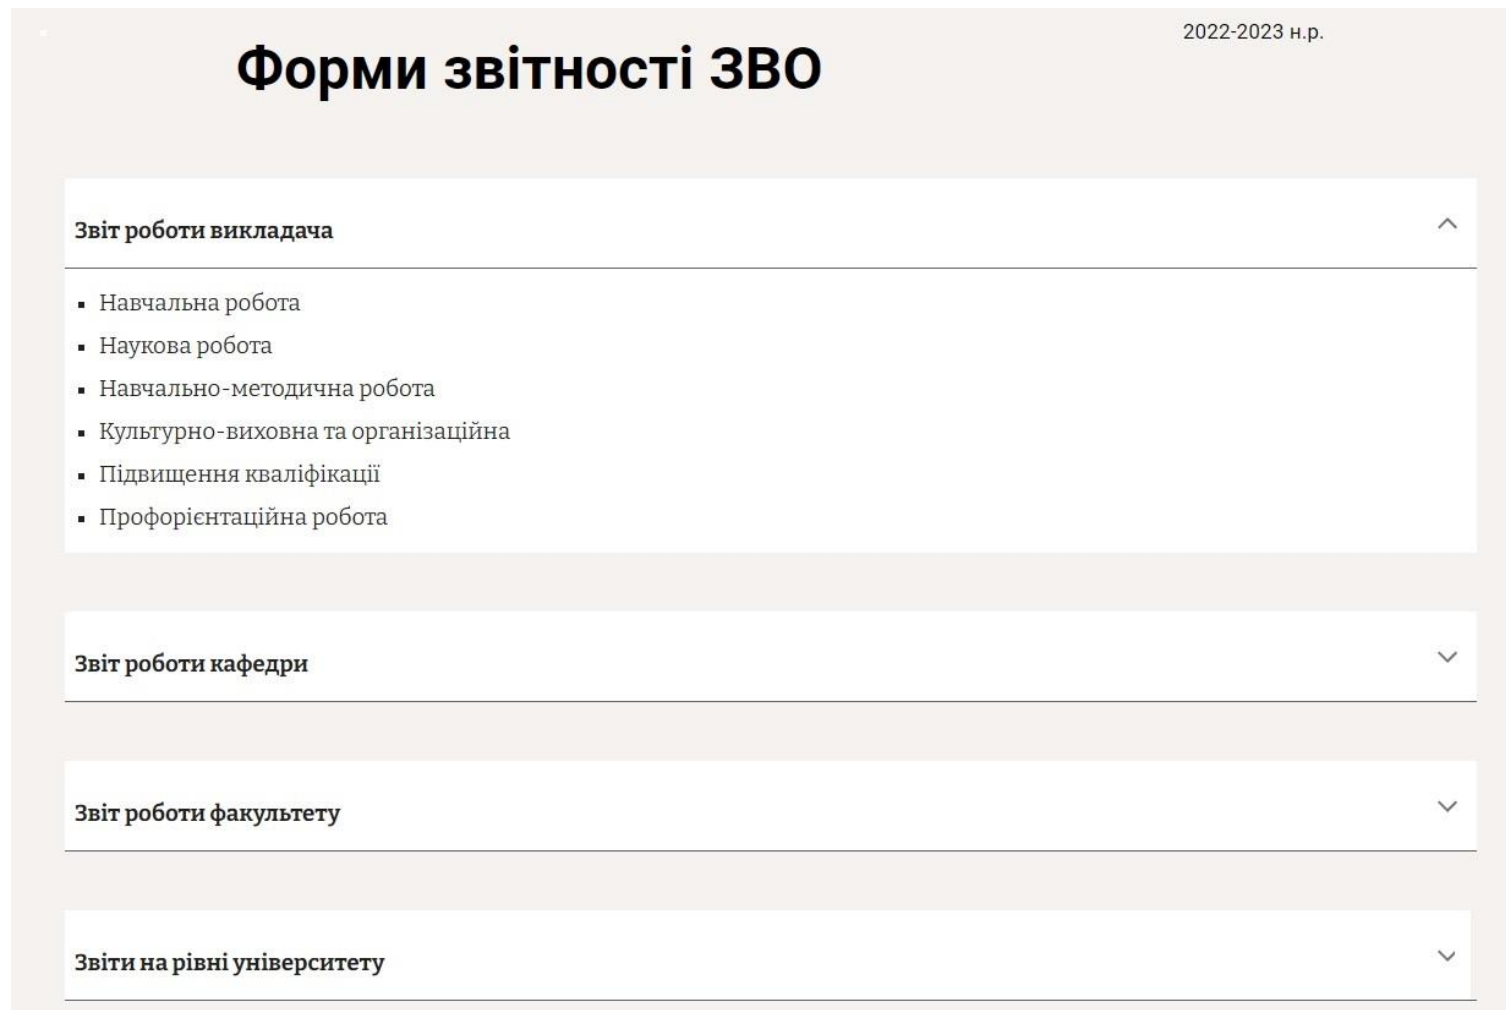 2022-2023 н.р.
Форми звітності ЗВО
Звіт роботи викладача
▪ Навчальна робота
▪ Наукова робота
▪ Навчально-методична робота
▪ Культурно-виховна та організаційна
▪ Підвищення кваліфікації
▪ Профорієнтаційна робота
Звіт роботи кафедри
Звіт роботи факультету
Звіти на рівні університету